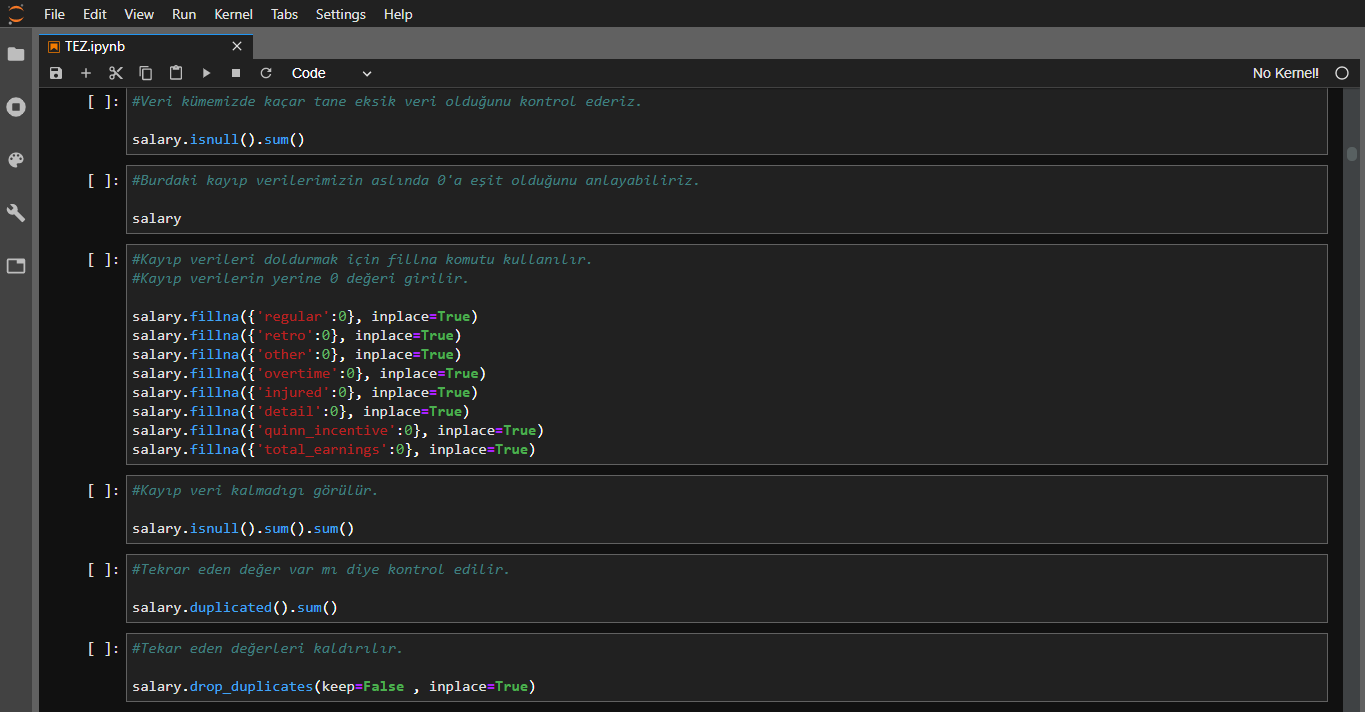 File Edit View Run Kernel Tabs Settings Help
TEZ.ipynb
Code No Kernel!
[ ]: #Veri kümemizde kaçar tane eksik veri olduğunu kontrol ederiz.
salary.isnull().sum()
[ ]: #Burdaki kayıp verilerimizin aslında 0'a eşit olduğunu anlayabiliriz.
salary
[ ]: #Kayıp verileri doldurmak için fillna komutu kullanılır.
#Kayıp verilerin yerine 0 değeri girilir.
salary.fillna({'regular':0}, inplace=True)
salary.fillna({'retro':0}, inplace=True)
salary.fillna({'other':0}, inplace=True)
salary.fillna({'overtime':0}, inplace=True)
salary.fillna({'injured':0}, inplace=True)
salary.fillna({'detail':0}, inplace=True)
salary.fillna({'quinn_incentive':0}, inplace=True)
salary.fillna({'total_earnings':0}, inplace=True)
[ ]: #Kayıp veri kalmadıgı görülür.
salary.isnull().sum().sum()
[ ]: #Tekrar eden değer var mı diye kontrol edilir.
salary.duplicated().sum()
[ ]: #Tekar eden değerleri kaldırılır.
salary.drop_duplicates(keep=False , inplace=True)